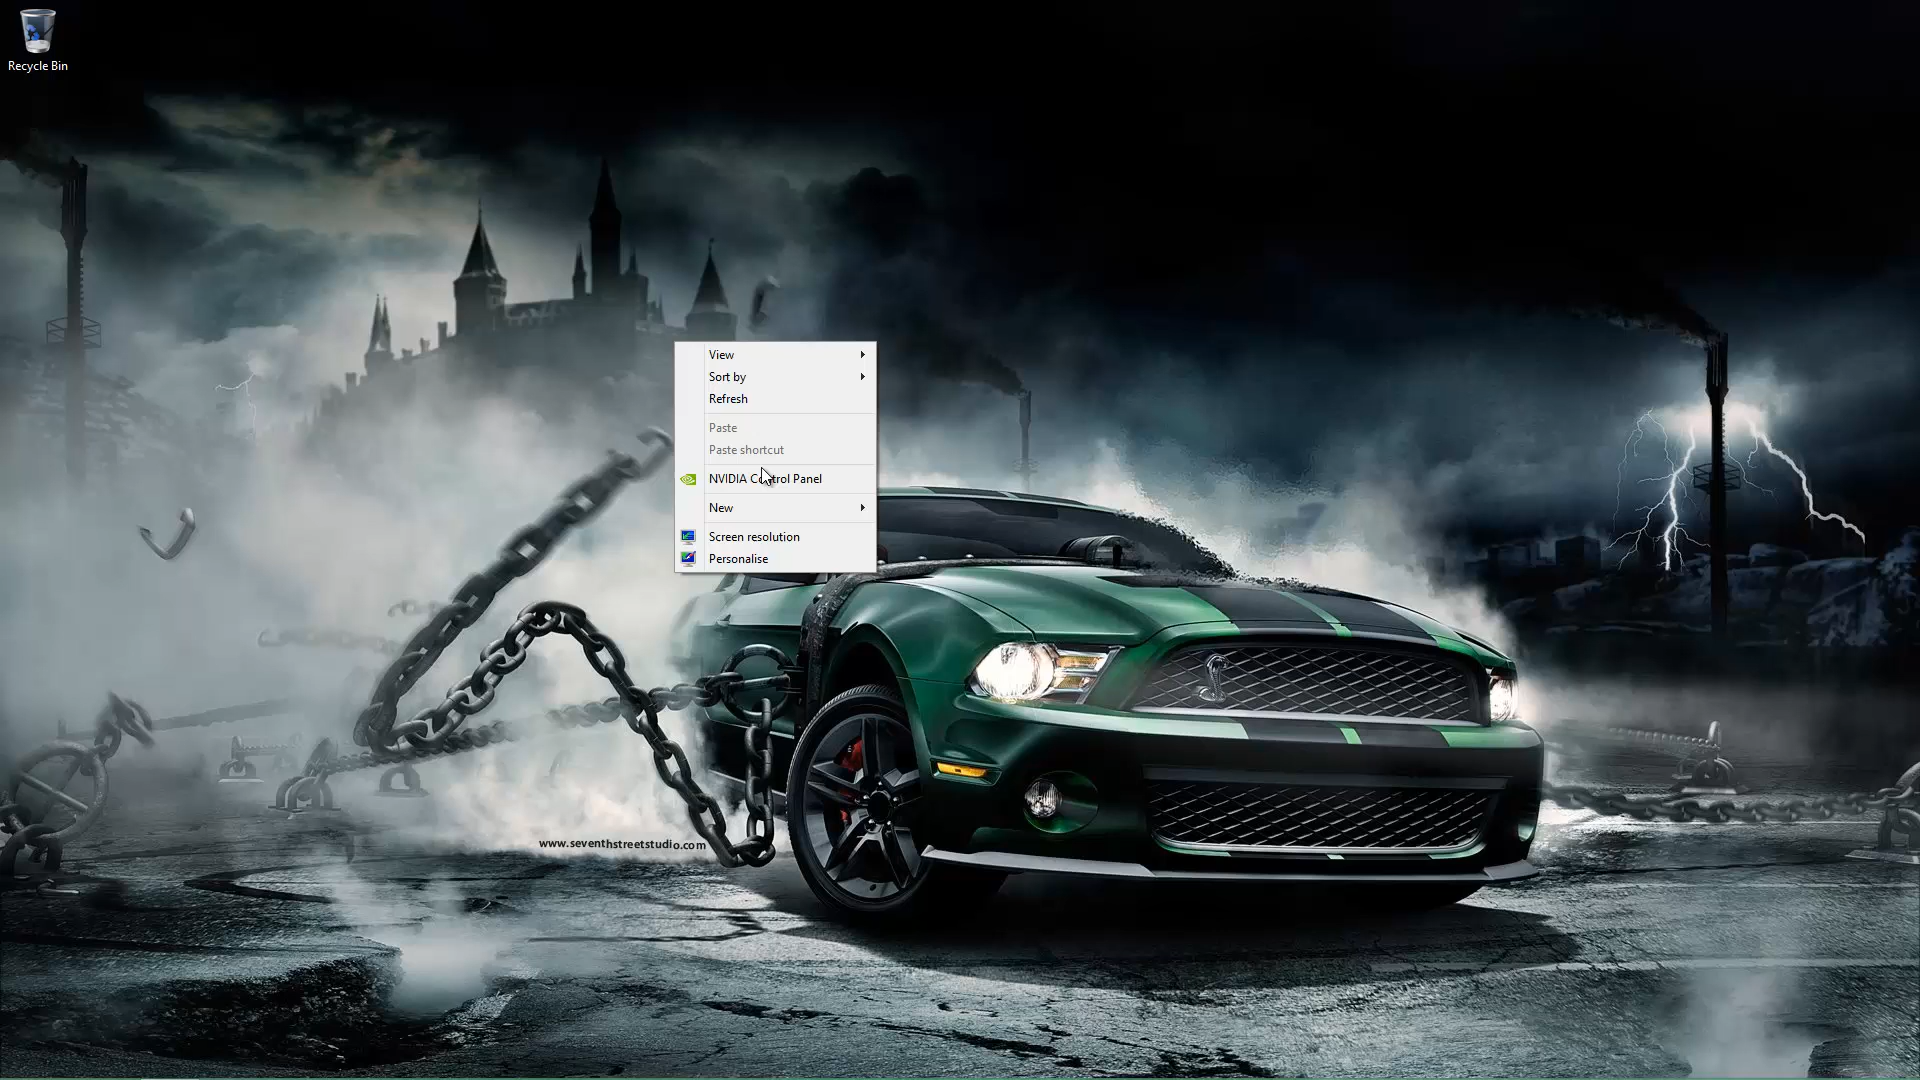 Recycle Bin
View
Sort by
Refresh
Paste
Paste shortcut
NVIDIA Control Panel
New
Screen resolution
Personalise
www.seventhstreetstudio.com